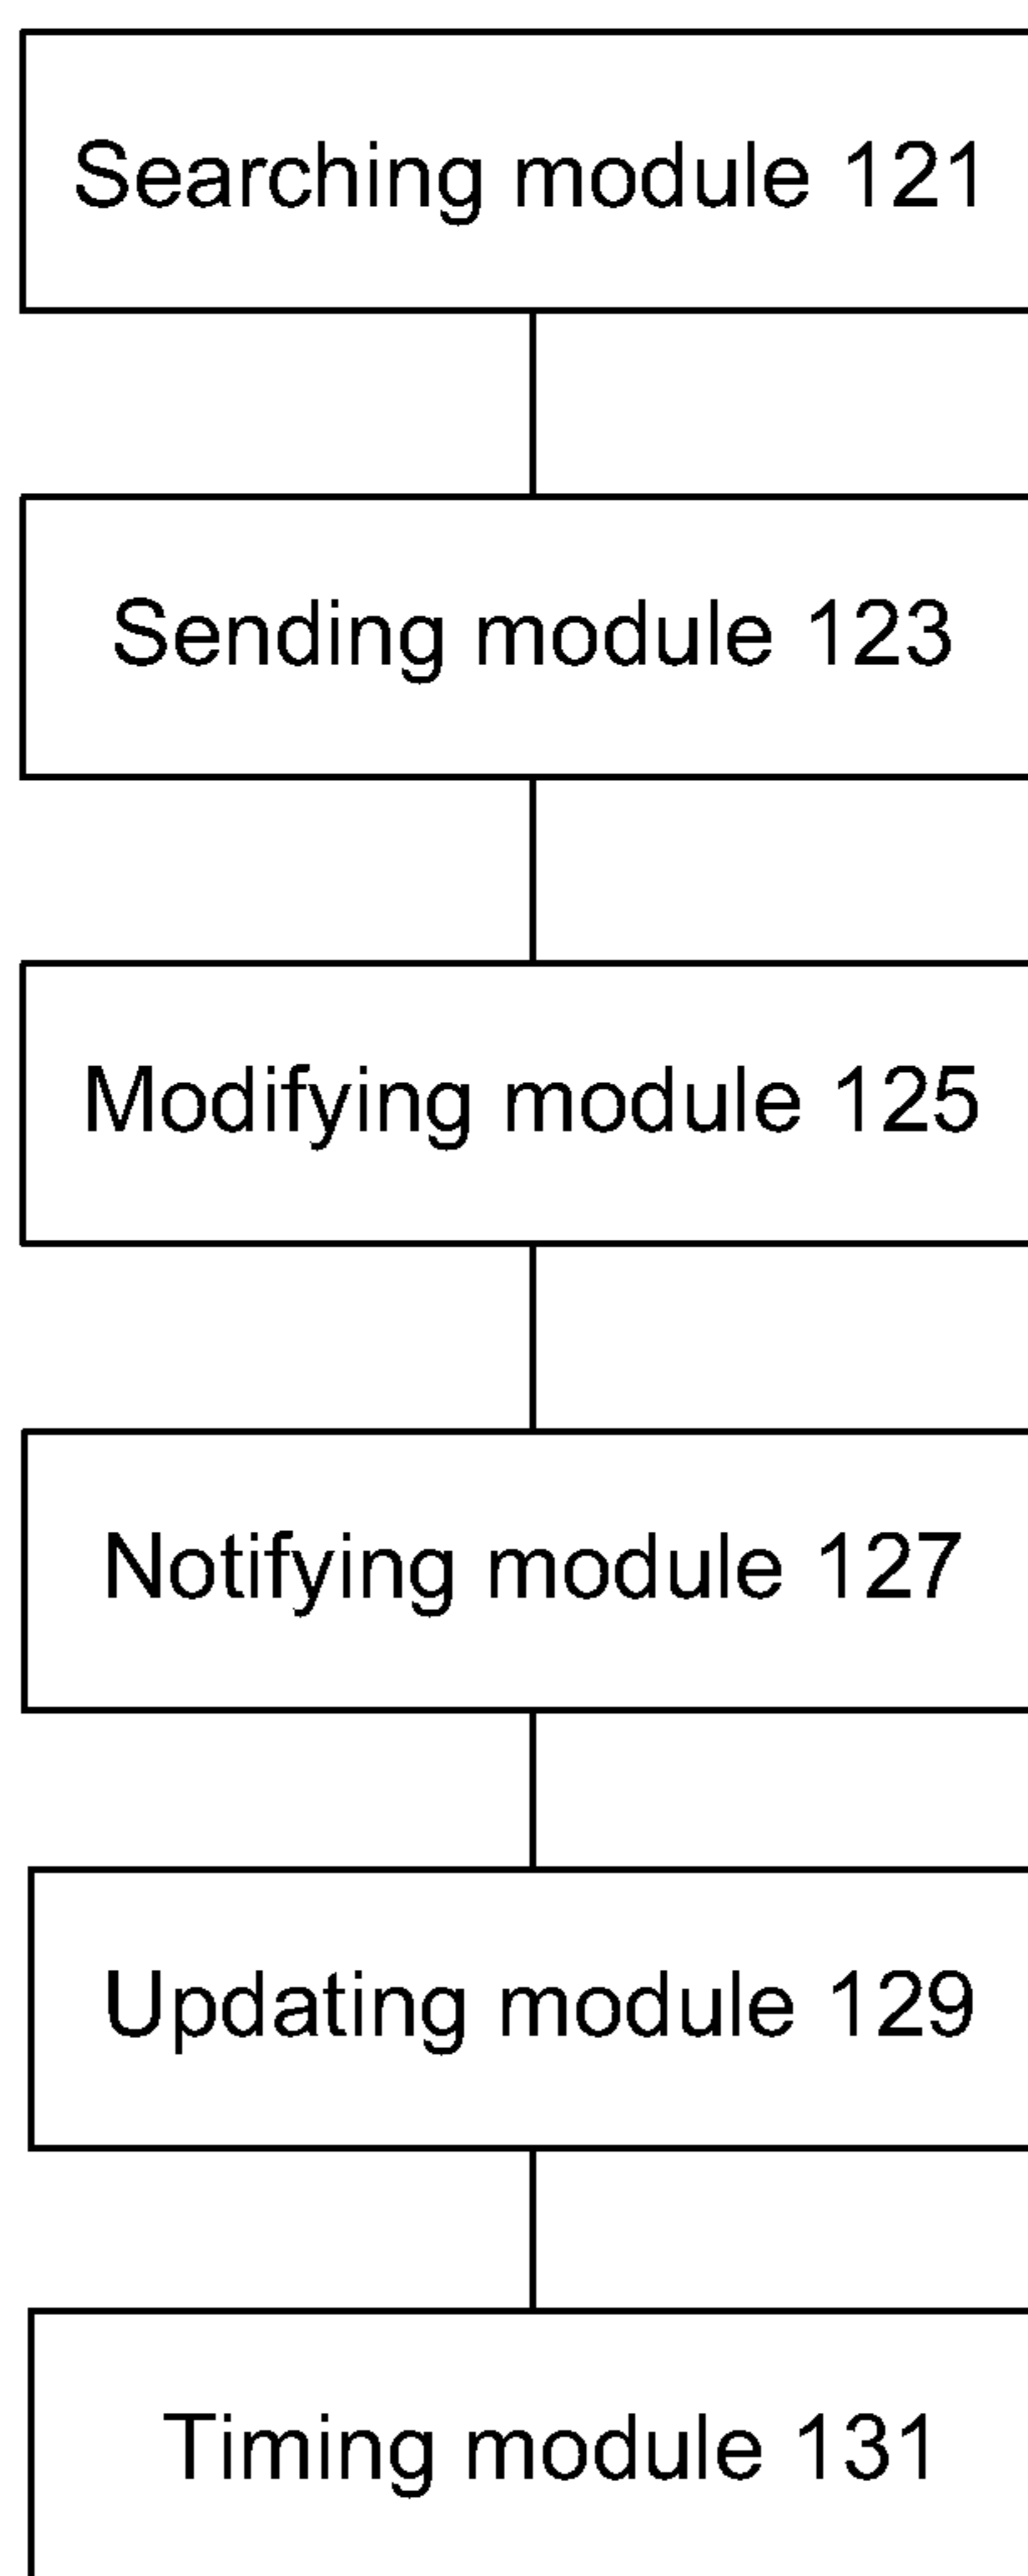 Searching module 121
Sending module 123
Modifying module 125
Notifying module 127
Updating module 129
Timing module 131